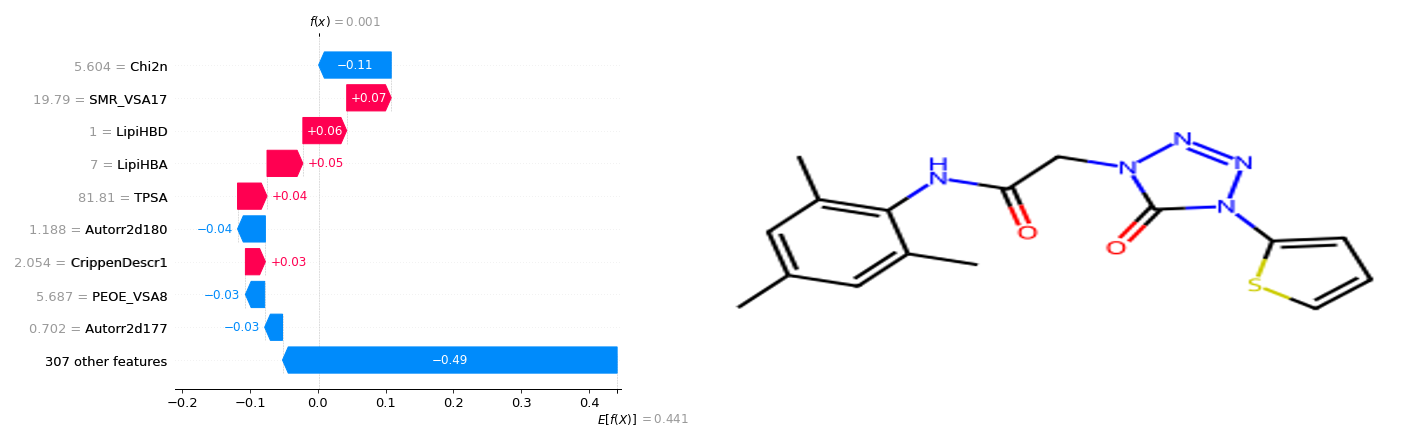 f(x) = 0.001
5.604 = Chi2n
−0.11
19.79 = SMR_VSA17
+0.07
1 = LipiHBD
+0.06
7 = LipiHBA
+0.05
81.81 = TPSA
+0.04
1.188 = Autorr2d180
−0.04
2.054 = CrippenDescr1
+0.03
5.687 = PEOE_VSA8
−0.03
0.702 = Autorr2d177
−0.03
307 other features
−0.49
−0.2 −0.1 0.0 0.1 0.2 0.3 0.4
E[f(X)] = 0.441
H
N
O
N
N
N
N
O
S